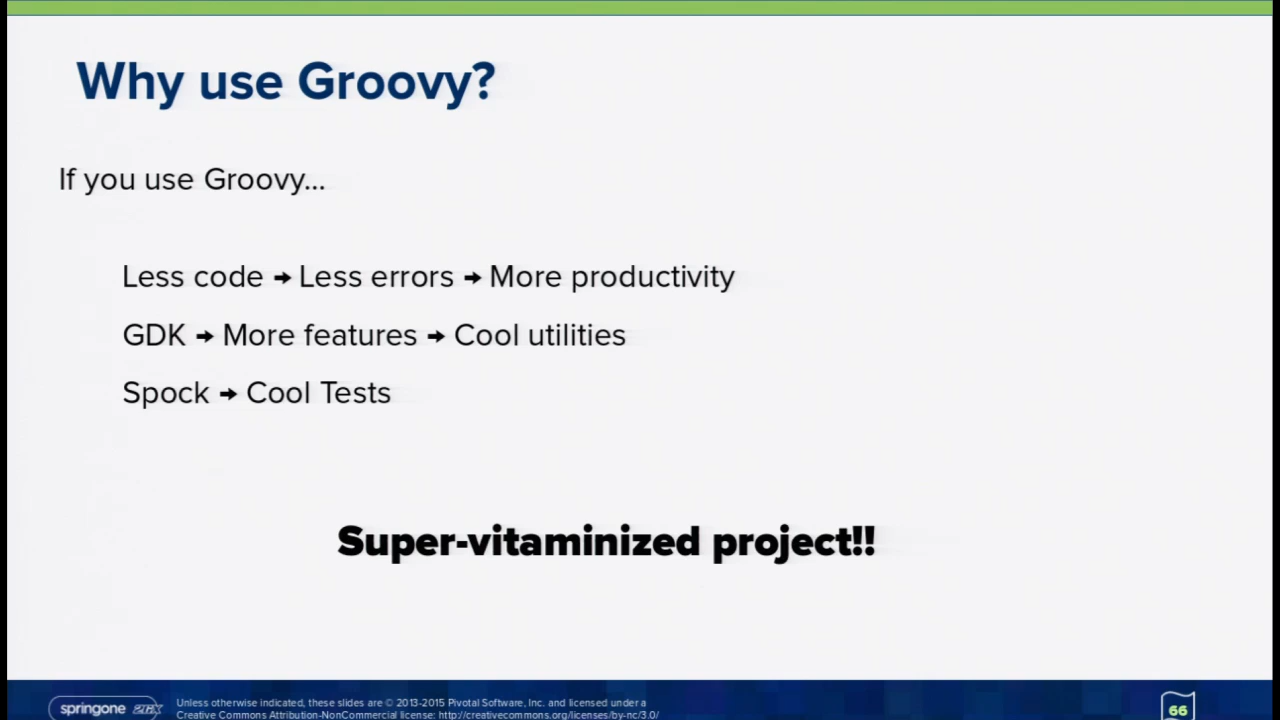 Why use Groovy?
If you use Groovy...
Less code → Less errors → More productivity
GDK → More features → Cool utilities
Spock → Cool Tests
Super-vitaminized project!!
springone 2GX
Unless otherwise indicated, these slides are © 2013-2015 Pivotal Software, Inc. and licensed under a
Creative Commons Attribution-NonCommercial license: http://creativecommons.org/licenses/by-nc/3.0/
66